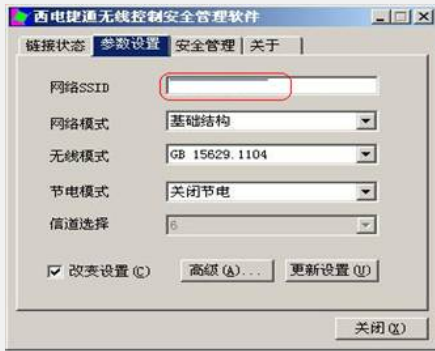 西电捷通无线控制安全管理软件
链接状态 参数设置 安全管理 关于
网络SSID
网络模式 基础结构
无线模式 GB 15629.1104
节电模式 关闭节电
信道选择 6
改变设置(C) 高级(A)... 更新设置(U)
关闭(X)